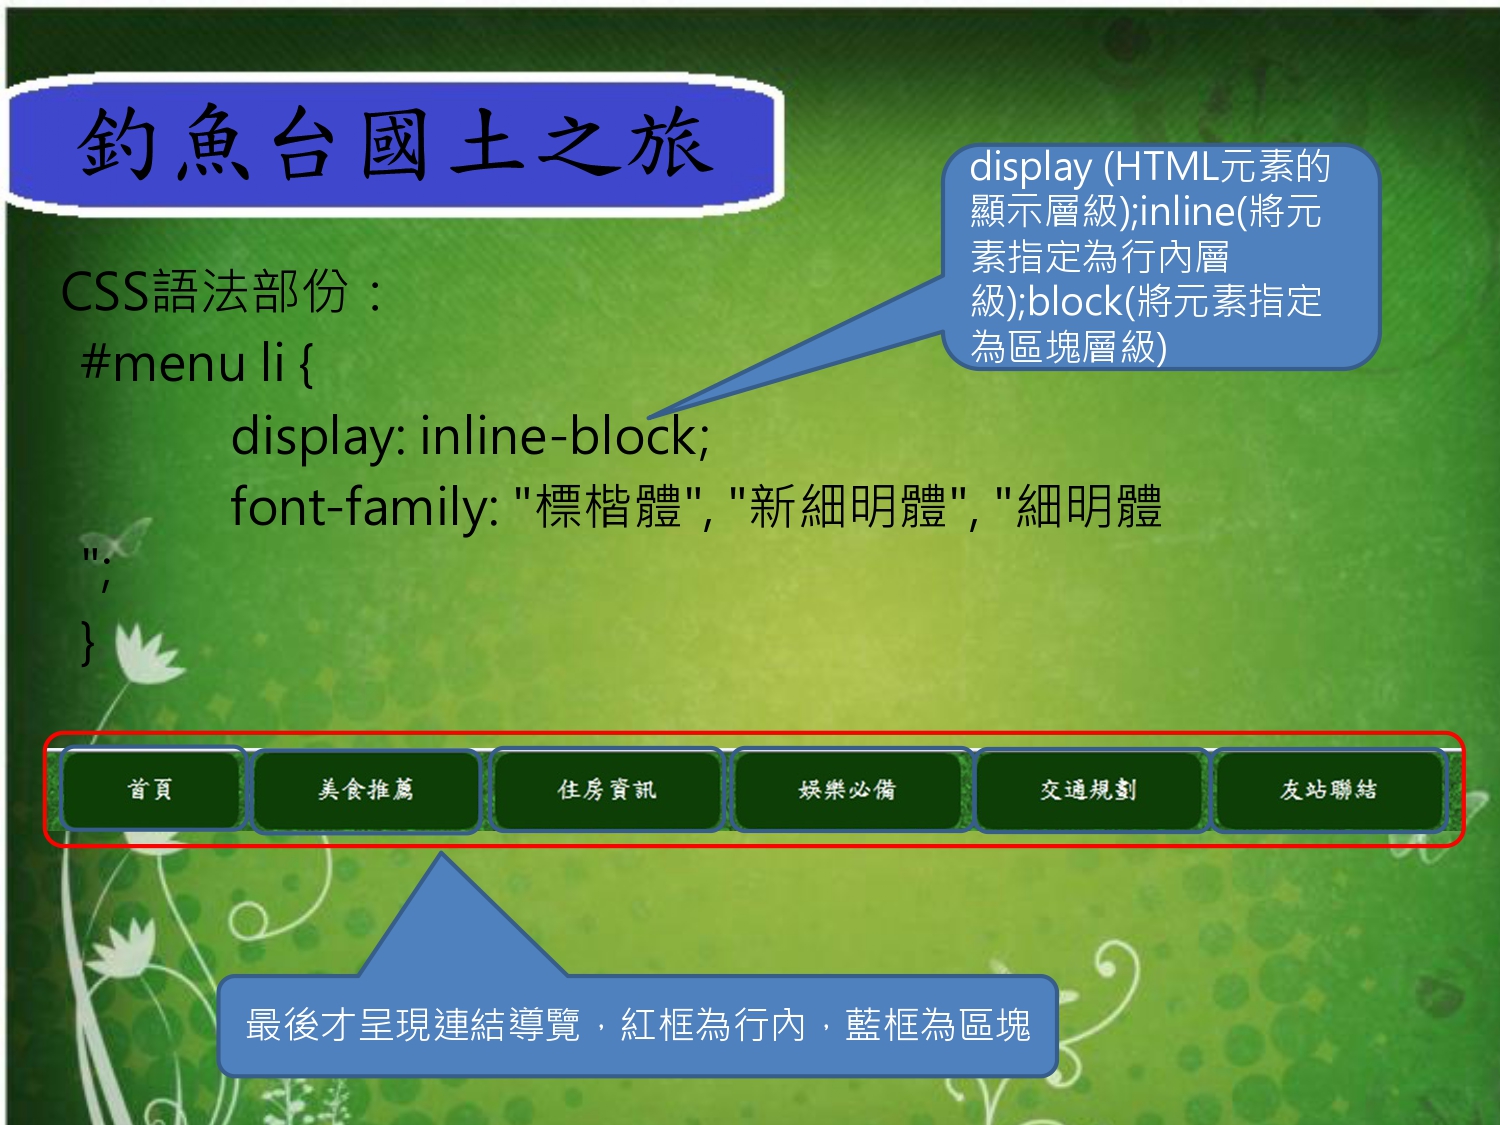 釣魚台國土之旅
display (HTML元素的
顯示層級);inline(將元
素指定為行內層
級);block(將元素指定
為區塊層級)
CSS語法部份：
#menu li {
display: inline-block;
font-family: "標楷體", "新細明體", "細明體
";
}
首頁
美食推薦
住房資訊
娛樂必備
交通規劃
友站聯結
最後才呈現連結導覽，紅框為行內，藍框為區塊